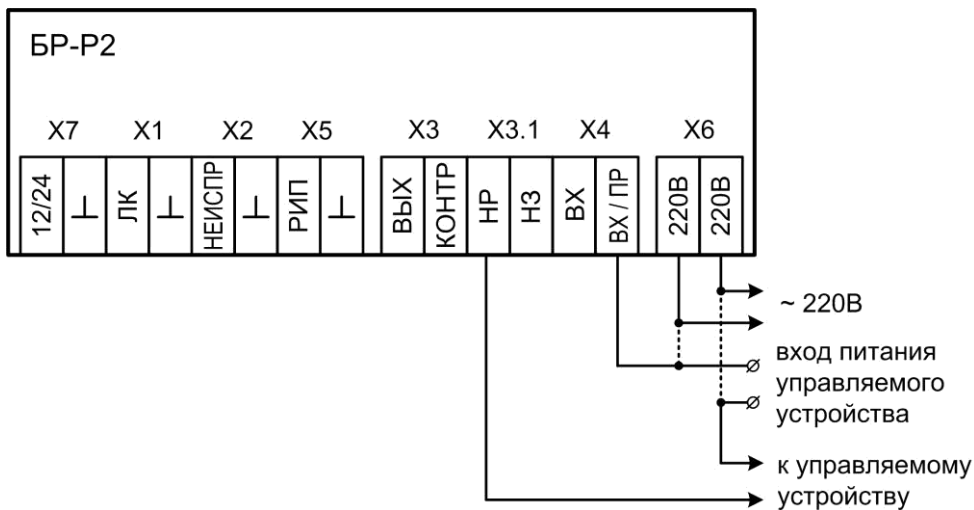 БР-Р2
X7 X1 X2 X5 X3 X3.1 X4 X6
12/24 ⊥ ЛК ⊥ НЕИСПР ⊥ РИП ⊥ ВЫХ КОНТР НР НЗ ВХ ВХ / ПР 220В 220В
~ 220В
вход питания
управляемого
устройства
к управляемому
устройству